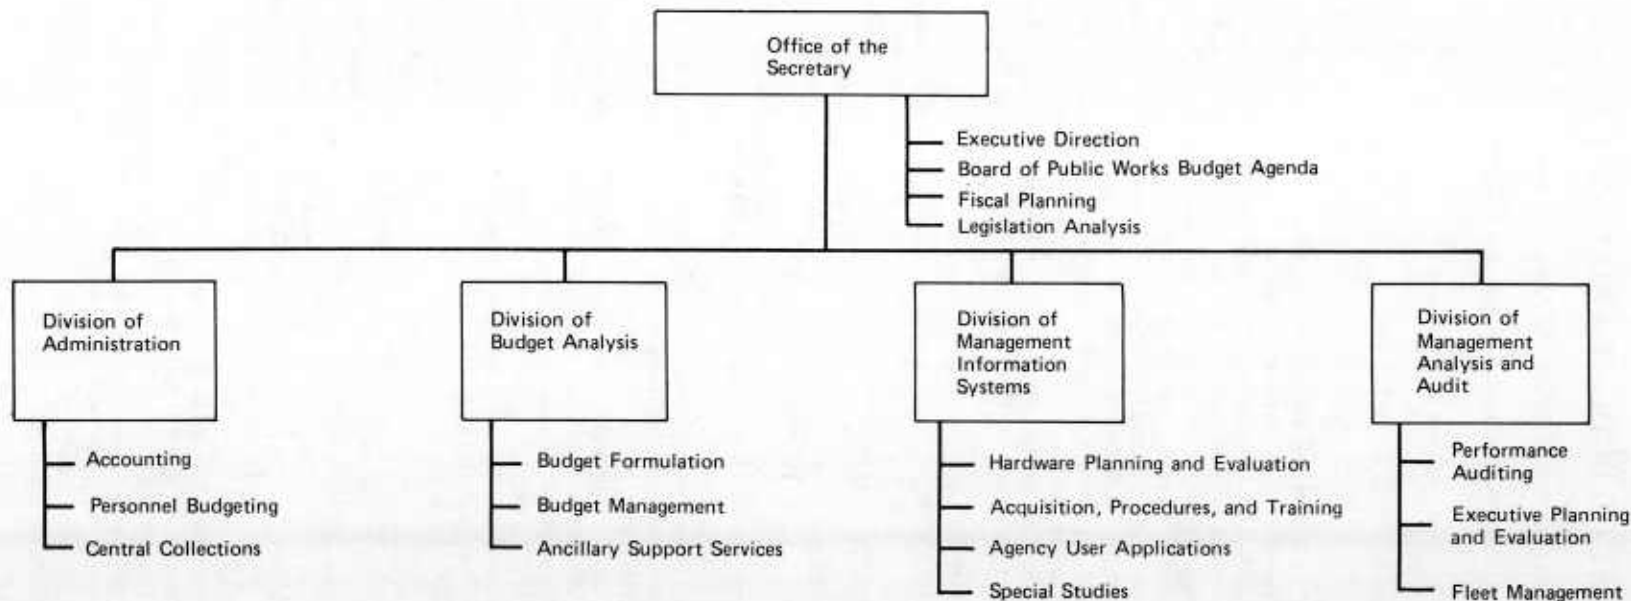 Office of the
Secretary
Executive Direction
Board of Public Works Budget Agenda
Fiscal Planning
Legislation Analysis
Division of
Administration
Accounting
Personnel Budgeting
Central Collections
Division of
Budget Analysis
Budget Formulation
Budget Management
Ancillary Support Services
Division of
Management
Information
Systems
Hardware Planning and Evaluation
Acquisition, Procedures, and Training
Agency User Applications
Special Studies
Division of
Management
Analysis and
Audit
Performance
Auditing
Executive Planning
and Evaluation
Fleet Management